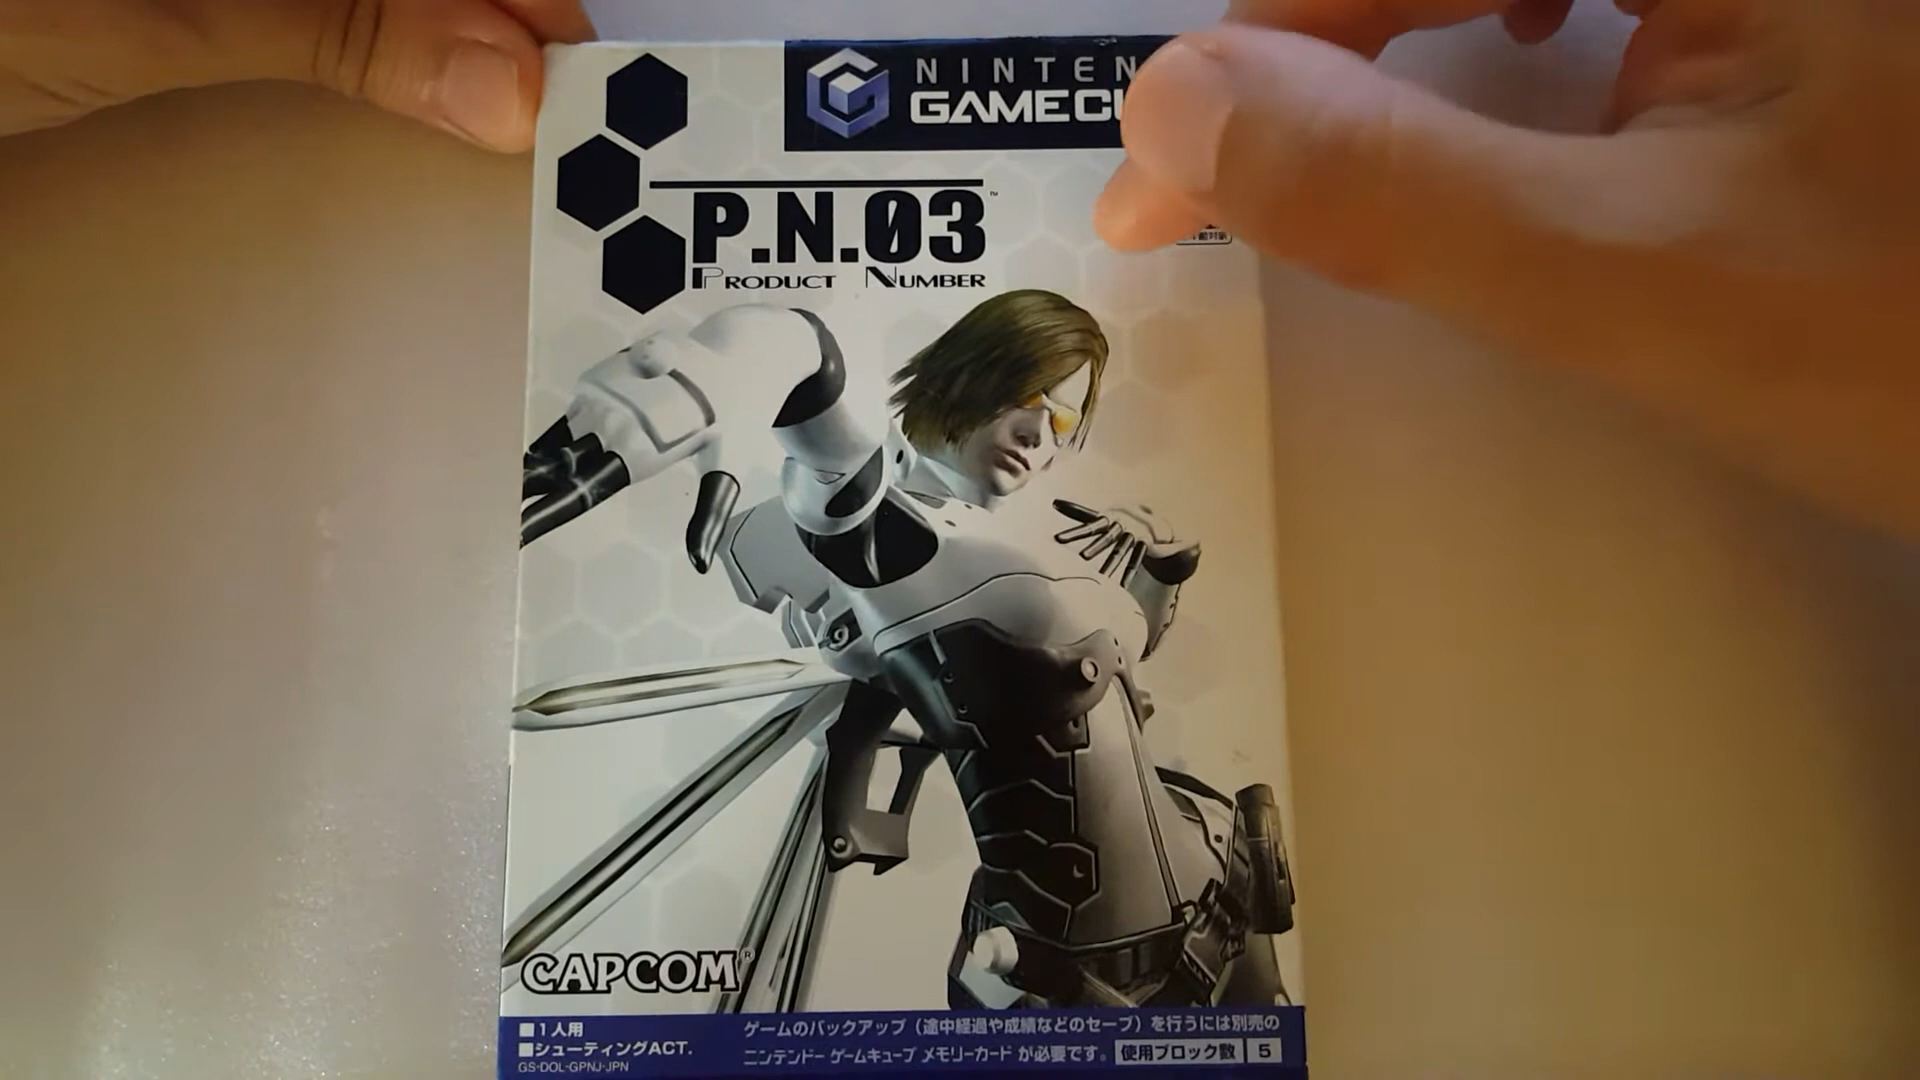 NINTEN
GAMECU
P.N.03™
PRODUCT NUMBER
CAPCOM®
■1人用
■シューティングACT.
GS-DOL-GPNJ-JPN
ゲームのバックアップ（途中経過や成績などのセーブ）を行うには別売の
ニンテンドー ゲームキューブ メモリーカード が必要です。 使用ブロック数 5